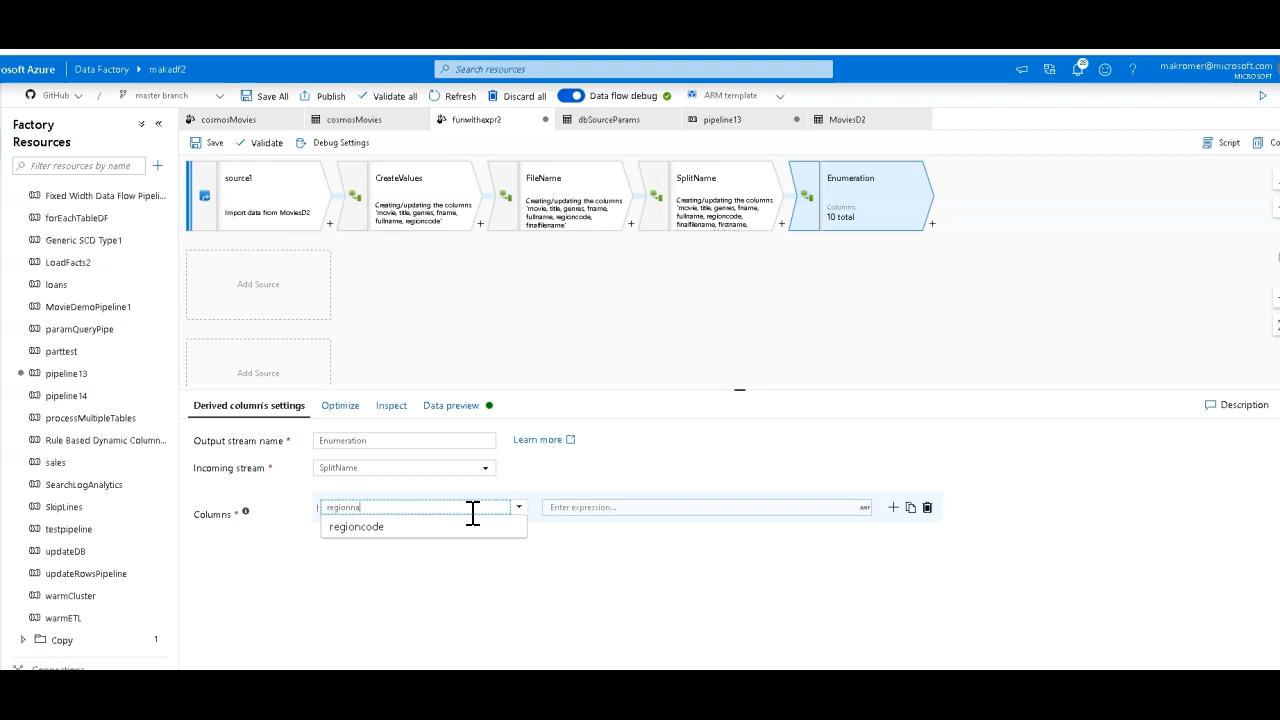 osoft Azure
Data Factory
makadf2
Search resources
28
makromer@microsoft.com
MICROSOFT
GitHub
/
master branch
Save All
Publish
Validate all
Refresh
Discard all
Data flow debug
ARM template
Factory
Resources
Filter resources by name
Fixed Width Data Flow Pipeli...
forEachTableDF
Generic SCD Type1
LoadFacts2
loans
MovieDemoPipeline1
paramQueryPipe
parttest
pipeline13
pipeline14
processMultipleTables
Rule Based Dynamic Column...
sales
SearchLogAnalytics
SkipLines
testpipeline
updateDB
updateRowsPipeline
warmCluster
warmETL
Copy
1
Connections
cosmosMovies
cosmosMovies
funwithexpr2
dbSourceParams
pipeline13
MoviesD2
Save
Validate
Debug Settings
Script
Co
source1
Import data from MoviesD2
CreateValues
Creating/updating the columns
'movie, title, genres, fname,
fullname, regioncode'
FileName
Creating/updating the columns
'movie, title, genres, fname,
fullname, regioncode,
finalfilename'
SplitName
Creating/updating the columns
'movie, title, genres, fname,
fullname, regioncode,
finalfilename, firstname,
Enumeration
Columns:
10 total
Add Source
Add Source
Derived column's settings
Optimize
Inspect
Data preview
Description
Output stream name *
Enumeration
Learn more
Incoming stream *
SplitName
Columns *
regionna
Enter expression...
ANY
regioncode